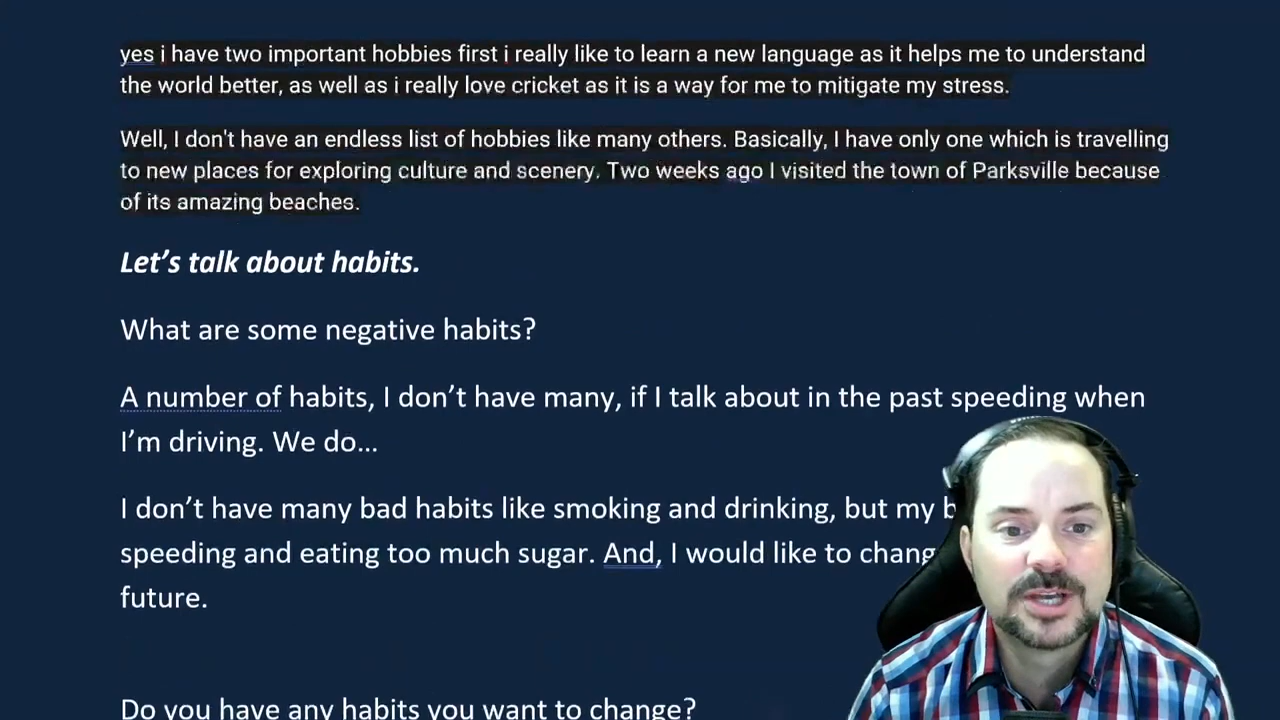 yes i have two important hobbies first i really like to learn a new language as it helps me to understand
the world better, as well as i really love cricket as it is a way for me to mitigate my stress.
Well, I don't have an endless list of hobbies like many others. Basically, I have only one which is travelling
to new places for exploring culture and scenery. Two weeks ago I visited the town of Parksville because
of its amazing beaches.
Let's talk about habits.
What are some negative habits?
A number of habits, I don't have many, if I talk about in the past speeding when
I'm driving. We do...
I don't have many bad habits like smoking and drinking, but my
speeding and eating too much sugar. And, I would like to
future.
Do you have any habits you want to change?